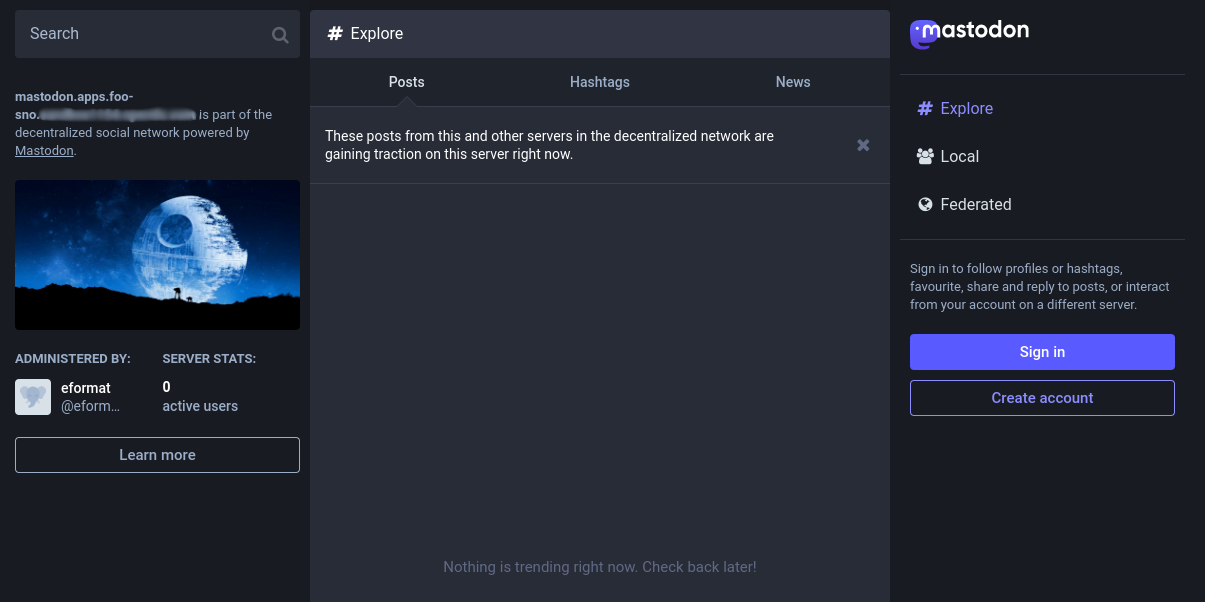 Search
mastodon.apps.foo-
sno. is part of the
decentralized social network powered by
Mastodon.
ADMINISTERED BY:
eformat
@eform...
SERVER STATS:
0
active users
Learn more
# Explore
Posts
Hashtags
News
These posts from this and other servers in the decentralized network are
gaining traction on this server right now.
Nothing is trending right now. Check back later!
mastodon
# Explore
Local
Federated
Sign in to follow profiles or hashtags,
favourite, share and reply to posts, or interact
from your account on a different server.
Sign in
Create account